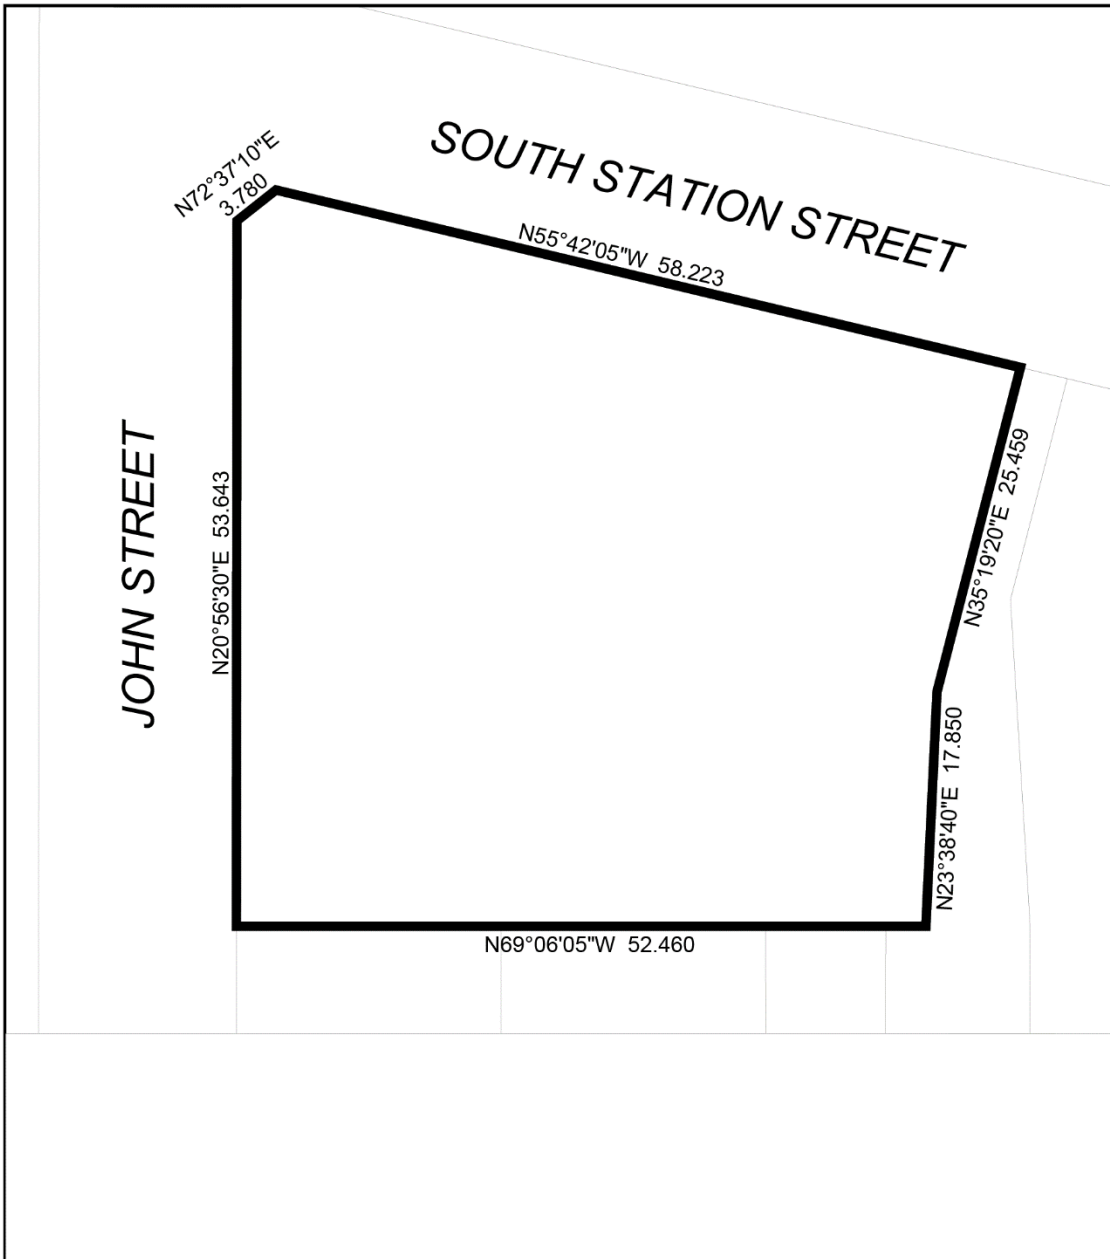 SOUTH STATION STREET
N72°37'10"E
3.780
N55°42'05"W 58.223
JOHN STREET
N20°56'30"E 53.643
N35°19'20"E 25.459
N23°38'40"E 17.850
N69°06'05"W 52.460